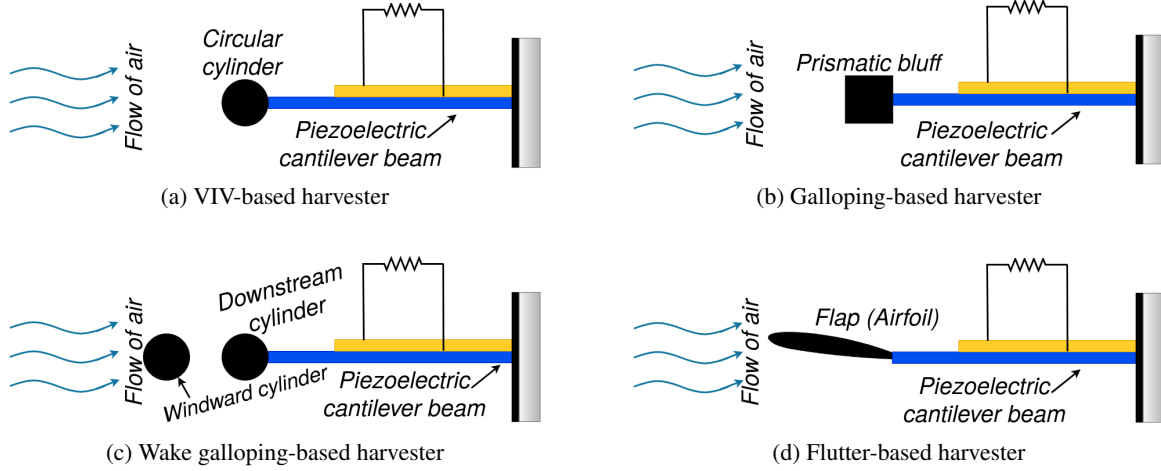 Flow of air
Circular
cylinder
Piezoelectric
cantilever beam
(a) VIV-based harvester
Flow of air
Prismatic bluff
Piezoelectric
cantilever beam
(b) Galloping-based harvester
Flow of air
Downstream
cylinder
Windward cylinder
Piezoelectric
cantilever beam
(c) Wake galloping-based harvester
Flow of air
Flap (Airfoil)
Piezoelectric
cantilever beam
(d) Flutter-based harvester